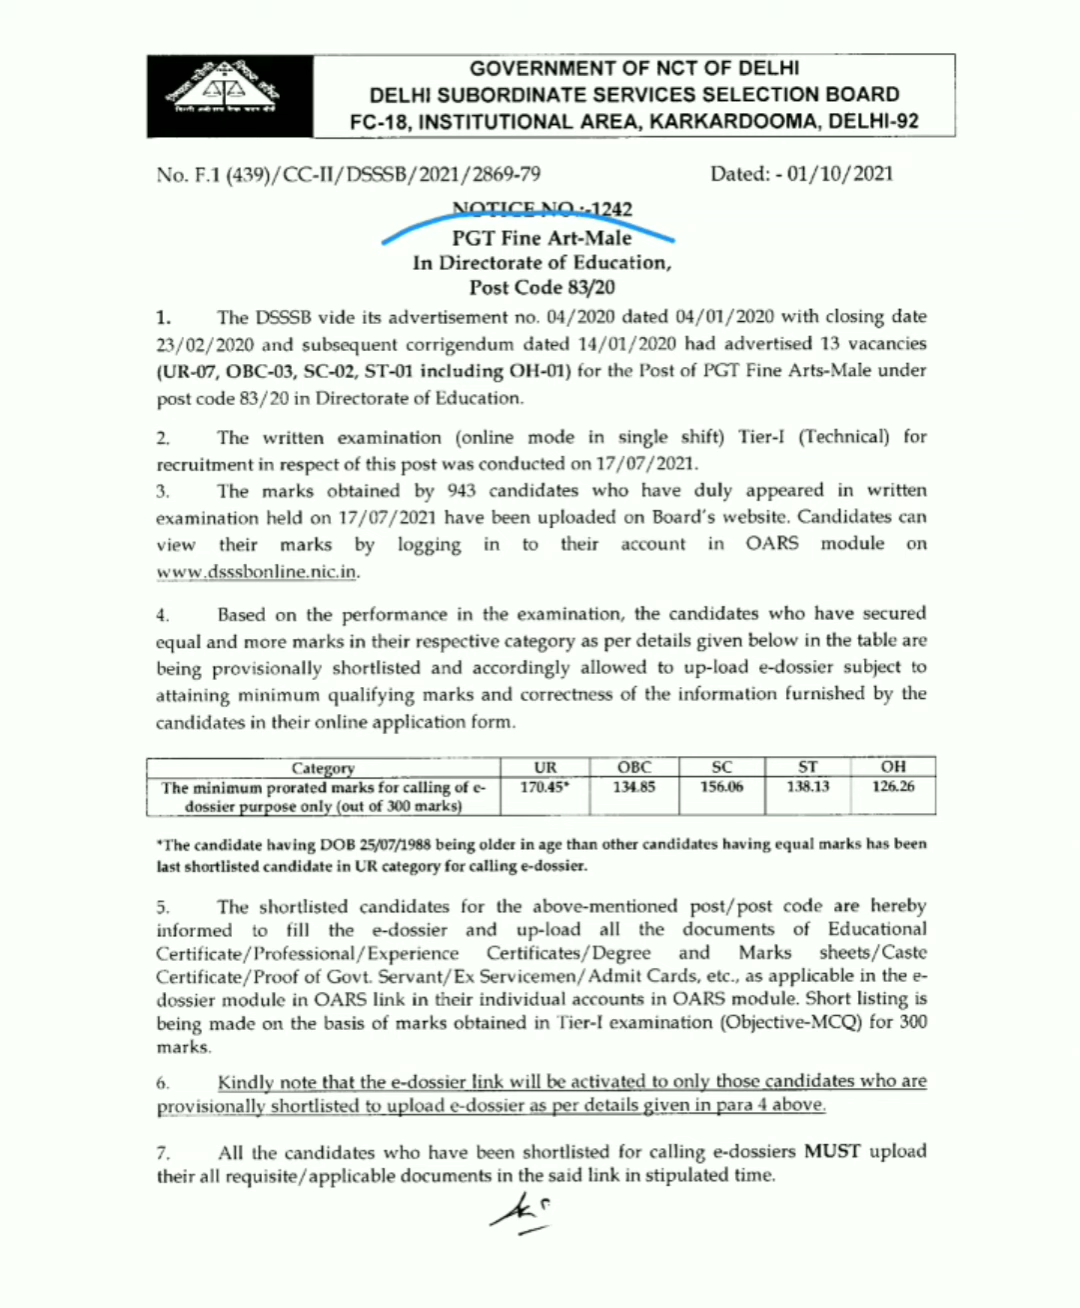 GOVERNMENT OF NCT OF DELHI
DELHI SUBORDINATE SERVICES SELECTION BOARD
FC-18, INSTITUTIONAL AREA, KARKARDOOMA, DELHI-92
No. F.1 (439)/CC-II/DSSSB/2021/2869-79 Dated: - 01/10/2021
NOTICE NO.:-1242
PGT Fine Art-Male
In Directorate of Education,
Post Code 83/20
1. The DSSSB vide its advertisement no. 04/2020 dated 04/01/2020 with closing date
23/02/2020 and subsequent corrigendum dated 14/01/2020 had advertised 13 vacancies
(UR-07, OBC-03, SC-02, ST-01 including OH-01) for the Post of PGT Fine Arts-Male under
post code 83/20 in Directorate of Education.
2. The written examination (online mode in single shift) Tier-I (Technical) for
recruitment in respect of this post was conducted on 17/07/2021.
3. The marks obtained by 943 candidates who have duly appeared in written
examination held on 17/07/2021 have been uploaded on Board's website. Candidates can
view their marks by logging in to their account in OARS module on
www.dsssbonline.nic.in.
4. Based on the performance in the examination, the candidates who have secured
equal and more marks in their respective category as per details given below in the table are
being provisionally shortlisted and accordingly allowed to up-load e-dossier subject to
attaining minimum qualifying marks and correctness of the information furnished by the
candidates in their online application form.
Category UR OBC SC ST OH
The minimum prorated marks for calling of e- 170.45* 134.85 156.06 138.13 126.26
dossier purpose only (out of 300 marks)
*The candidate having DOB 25/07/1988 being older in age than other candidates having equal marks has been
last shortlisted candidate in UR category for calling e-dossier.
5. The shortlisted candidates for the above-mentioned post/post code are hereby
informed to fill the e-dossier and up-load all the documents of Educational
Certificate/Professional/Experience Certificates/Degree and Marks sheets/Caste
Certificate/Proof of Govt. Servant/Ex Servicemen/Admit Cards, etc., as applicable in the e-
dossier module in OARS link in their individual accounts in OARS module. Short listing is
being made on the basis of marks obtained in Tier-I examination (Objective-MCQ) for 300
marks.
6. Kindly note that the e-dossier link will be activated to only those candidates who are
provisionally shortlisted to upload e-dossier as per details given in para 4 above.
7. All the candidates who have been shortlisted for calling e-dossiers MUST upload
their all requisite/applicable documents in the said link in stipulated time.